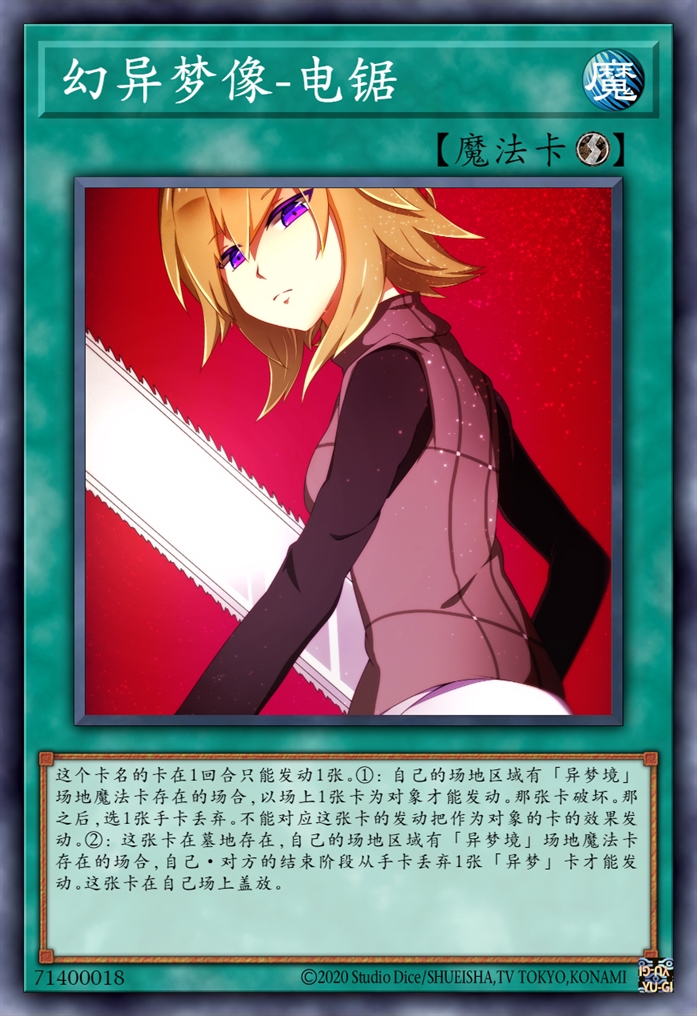 幻异梦像-电锯
魔
【魔法卡】
这个卡名的卡在1回合只能发动1张。①：自己的场地区域有「异梦境」
场地魔法卡存在的场合,以场上1张卡为对象才能发动。那张卡破坏。那
之后,选1张手卡丢弃。不能对应这张卡的发动把作为对象的卡的效果发
动。②：这张卡在墓地存在,自己的场地区域有「异梦境」场地魔法卡
存在的场合,自己·对方的结束阶段从手卡丢弃1张「异梦」卡才能发
动。这张卡在自己场上盖放。
71400018
©2020 Studio Dice/SHUEISHA,TV TOKYO,KONAMI